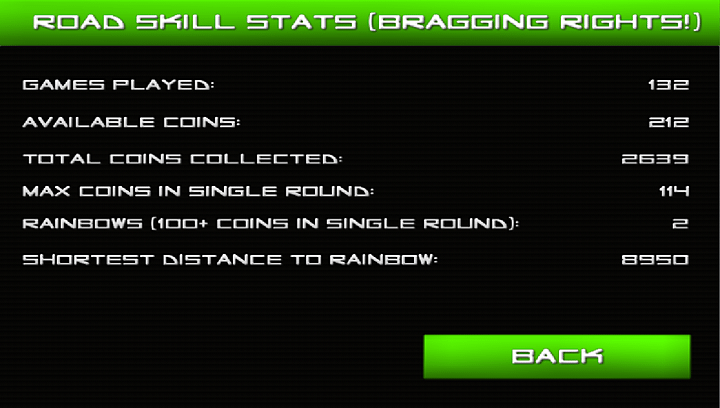 ROAD SKILL STATS (BRAGGING RIGHTS!)
GAMES PLAYED: 132
AVAILABLE COINS: 212
TOTAL COINS COLLECTED: 2639
MAX COINS IN SINGLE ROUND: 114
RAINBOWS (100+ COINS IN SINGLE ROUND): 2
SHORTEST DISTANCE TO RAINBOW: 8950
BACK